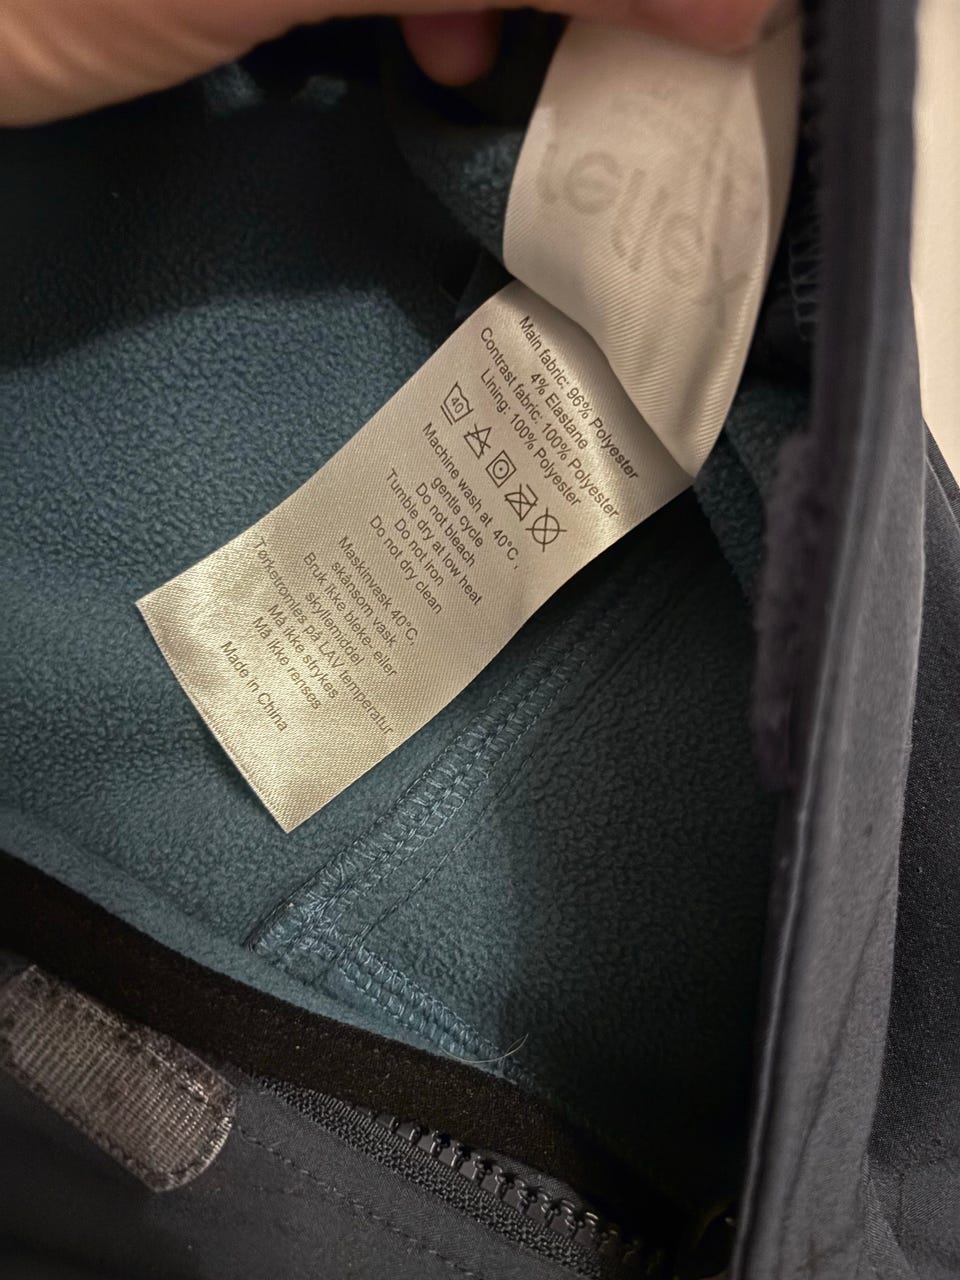 Main fabric: 96% Polyester
4% Elastane
Contrast fabric: 100% Polyester
Lining: 100% Polyester
40
Machine wash at 40°C,
gentle cycle
Do not bleach
Tumble dry at low heat
Do not iron
Do not dry clean
Maskinvask 40°C,
skånsom vask
Bruk ikke bleke- eller
skyllemiddel
Tørketromles på LAV temperatur
Må ikke strykes
Må ikke renses
Made in China